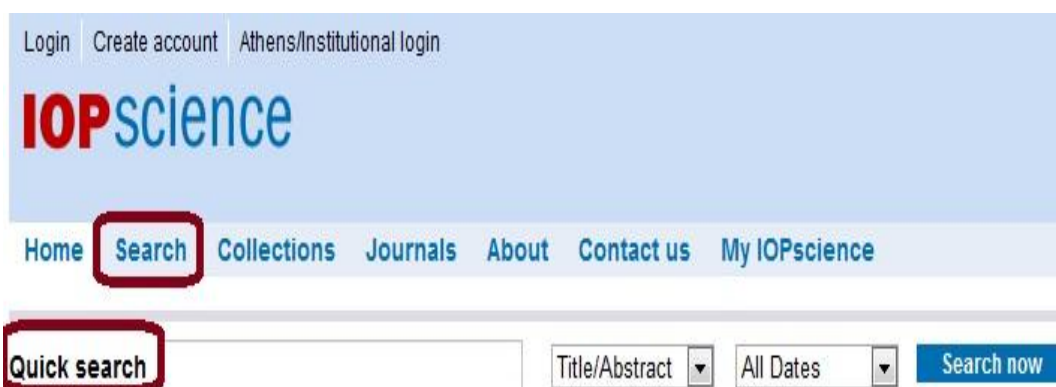 Login Create account Athens/Institutional login
IOPscience
Home Search Collections Journals About Contact us My IOPscience
Quick search Title/Abstract All Dates Search now